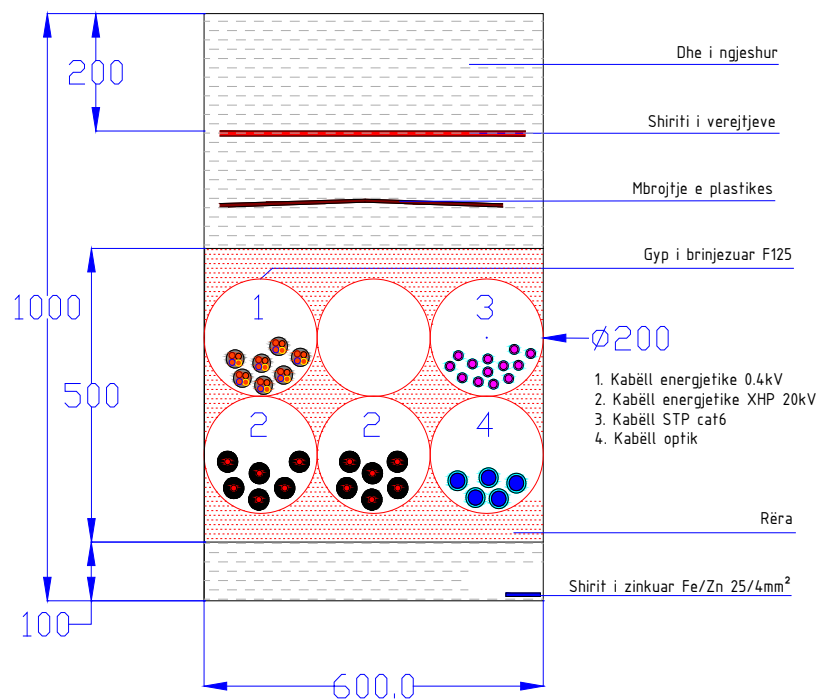 200
Dhe i ngjeshur
Shiriti i verejtjeve
Mbrojtje e plastikes
Gyp i brinjezuar F125
1000
1
3
Ø200
500
1. Kabëll energjetike 0.4kV
2. Kabëll energjetike XHP 20kV
3. Kabëll STP cat6
4. Kabëll optik
2
2
4
Rëra
Shirit i zinkuar Fe/Zn 25/4mm²
100
600.0